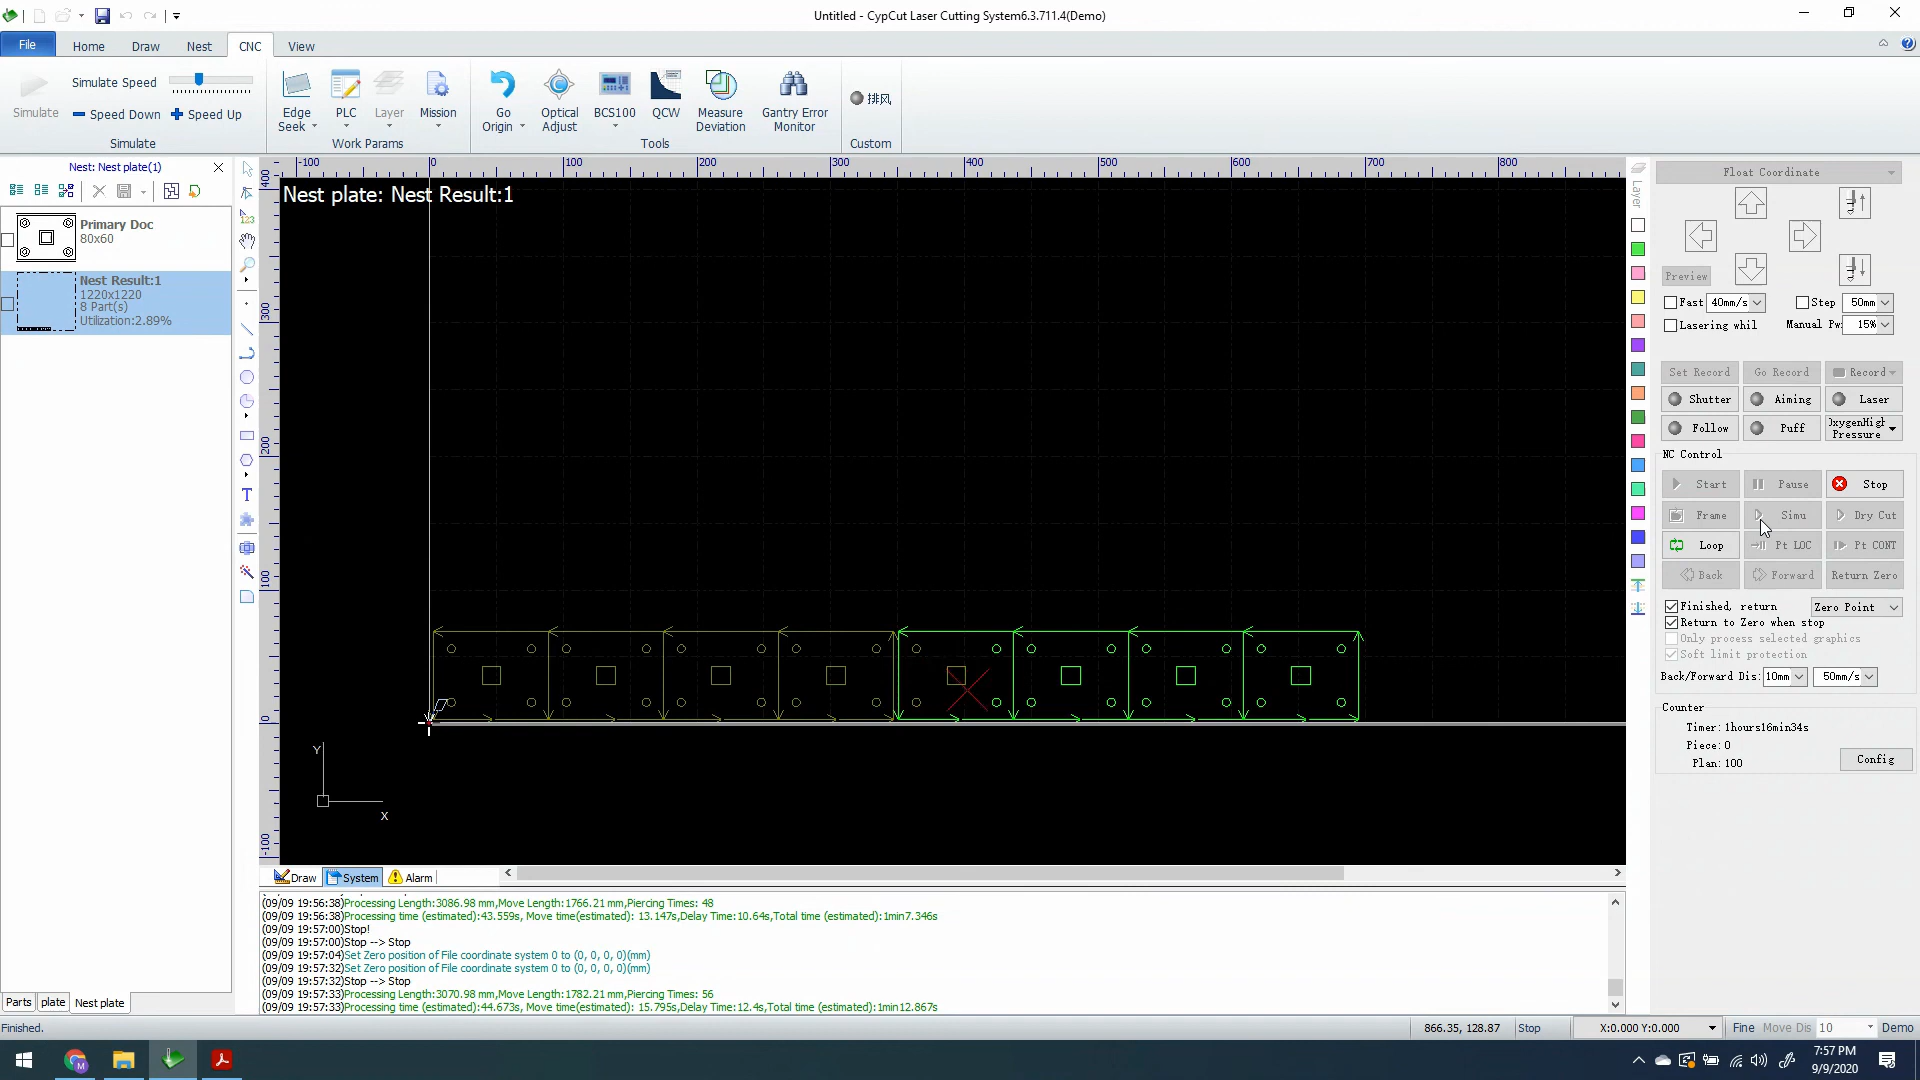 Untitled - CypCut Laser Cutting System6.3.711.4(Demo)
File Home Draw Nest CNC View
Simulate
Simulate Speed
Speed Down Speed Up
Simulate
Edge Seek
PLC
Layer
Mission
Work Params
Go Origin
Optical Adjust
BCS100
QCW
Measure Deviation
Gantry Error Monitor
Tools
排风
Custom
Nest: Nest plate(1)
Primary Doc
80x60
Nest Result:1
1220x1220
8 Part(s)
Utilization:2.89%
-100 0 100 200 300 400 500 600 700 800
400
300
200
100
0
-100
Nest plate: Nest Result:1
Y
X
123
T
Layer
Float Coordinate
Preview
Fast 40mm/s Step 50mm
Lasering whil Manual Pw: 15%
Set Record Go Record Record
Shutter Aiming Laser
Follow Puff OxygenHigh Pressure
NC Control
Start Pause Stop
Frame Simu Dry Cut
Loop Pt LOC Pt CONT
Back Forward Return Zero
Finished, return Zero Point
Return to Zero when stop
Only process selected graphics
Soft limit protection
Back/Forward Dis: 10mm 50mm/s
Counter
Timer: 1hours16min34s
Piece: 0
Plan: 100
Config
Draw System Alarm
(09/09 19:56:38)Processing Length:3086.98 mm,Move Length:1766.21 mm,Piercing Times: 48
(09/09 19:56:38)Processing time (estimated):43.559s, Move time(estimated): 13.147s,Delay Time:10.64s,Total time (estimated):1min7.346s
(09/09 19:57:00)Stop!
(09/09 19:57:00)Stop --> Stop
(09/09 19:57:04)Set Zero position of File coordinate system 0 to (0, 0, 0, 0)(mm)
(09/09 19:57:32)Set Zero position of File coordinate system 0 to (0, 0, 0, 0)(mm)
(09/09 19:57:32)Stop --> Stop
(09/09 19:57:33)Processing Length:3070.98 mm,Move Length:1782.21 mm,Piercing Times: 56
(09/09 19:57:33)Processing time (estimated):44.673s, Move time(estimated): 15.795s,Delay Time:12.4s,Total time (estimated):1min12.867s
Parts plate Nest plate
Finished. 866.35, 128.87 Stop X:0.000 Y:0.000 Fine Move Dis 10 Demo
7:57 PM
9/9/2020